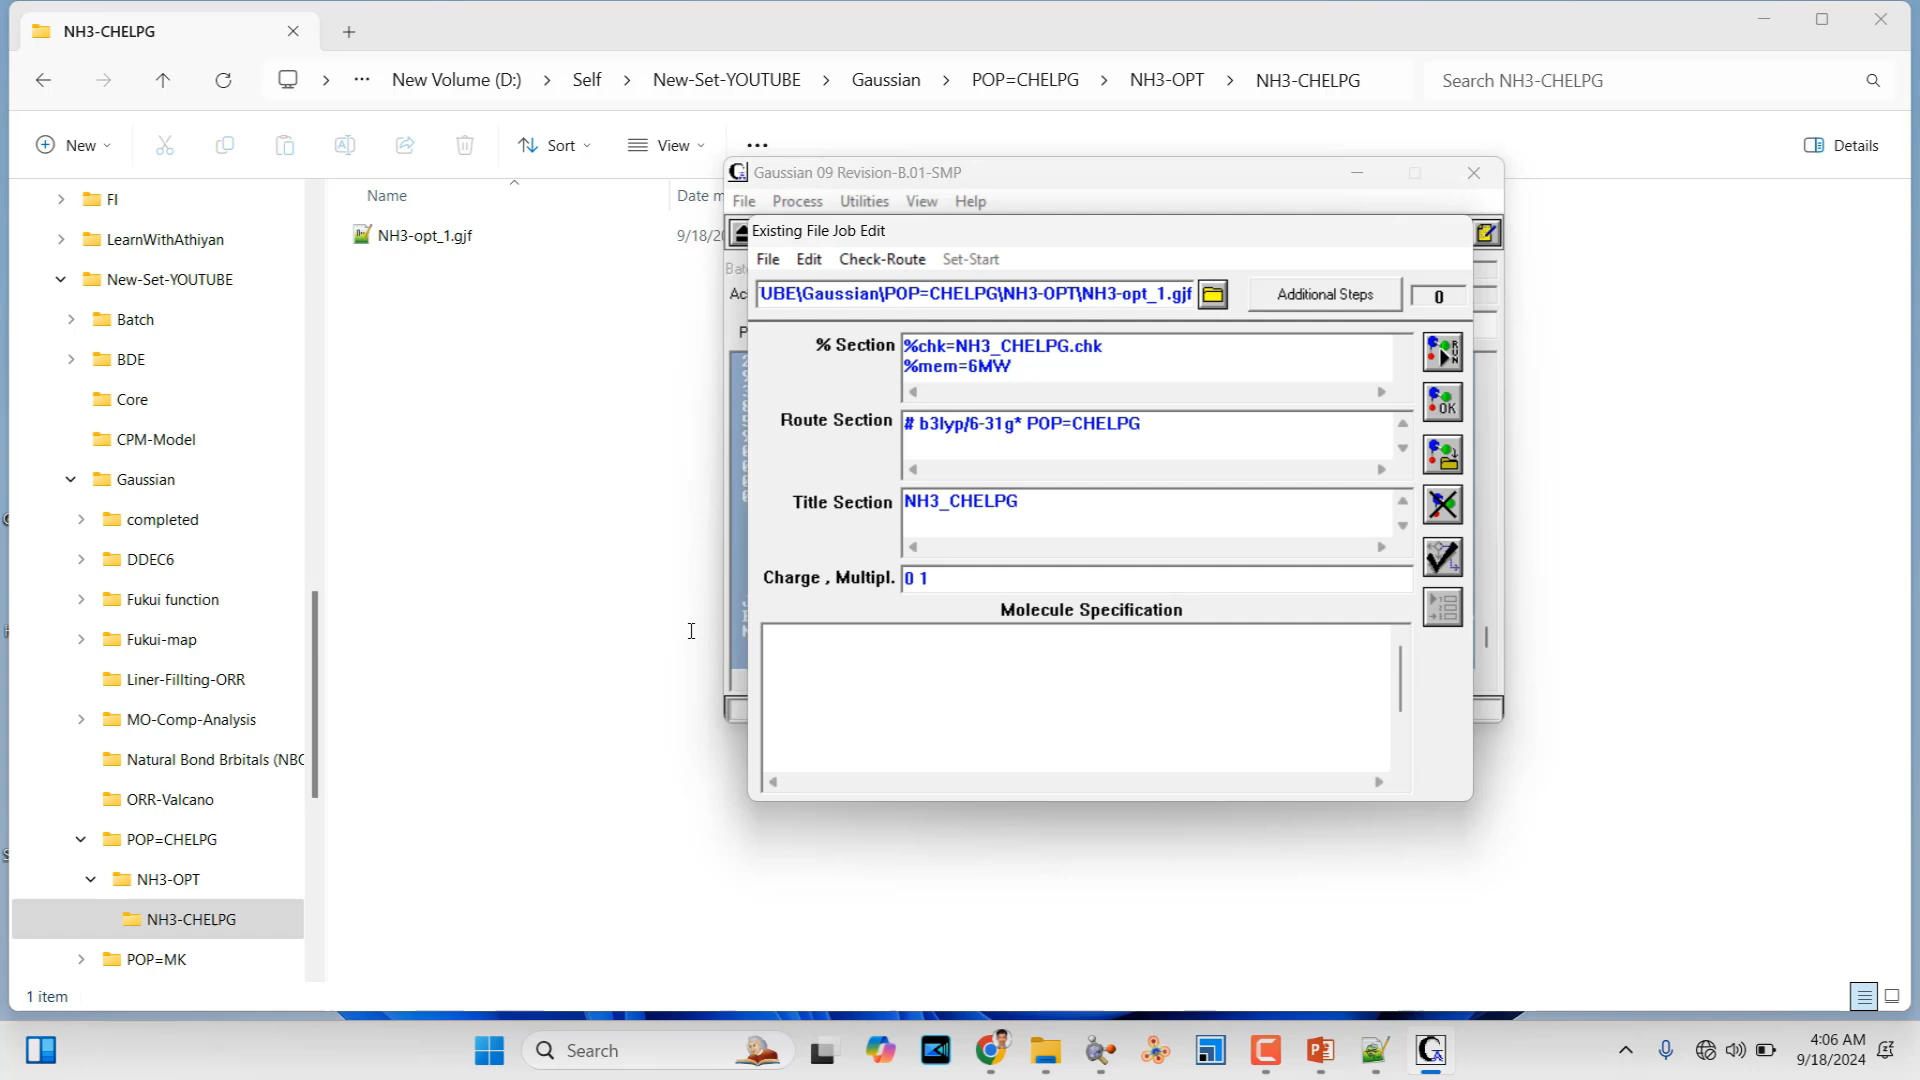 NH3-CHELPG
New Volume (D:) > Self > New-Set-YOUTUBE > Gaussian > POP=CHELPG > NH3-OPT > NH3-CHELPG
Search NH3-CHELPG
New
Sort
View
Details
Name
Date m
NH3-opt_1.gjf
9/18/20
FI
LearnWithAthiyan
New-Set-YOUTUBE
Batch
BDE
Core
CPM-Model
Gaussian
completed
DDEC6
Fukui function
Fukui-map
Liner-Fillting-ORR
MO-Comp-Analysis
Natural Bond Brbitals (NBC
ORR-Valcano
POP=CHELPG
NH3-OPT
NH3-CHELPG
POP=MK
1 item
Gaussian 09 Revision-B.01-SMP
File Process Utilities View Help
Existing File Job Edit
File Edit Check-Route Set-Start
UBE\Gaussian\POP=CHELPG\NH3-OPT\NH3-opt_1.gjf
Additional Steps
0
% Section
%chk=NH3_CHELPG.chk
%mem=6MW
Route Section
# b3lyp/6-31g* POP=CHELPG
Title Section
NH3_CHELPG
Charge , Multipl.
0 1
Molecule Specification
RUN
OK
Search
4:06 AM
9/18/2024